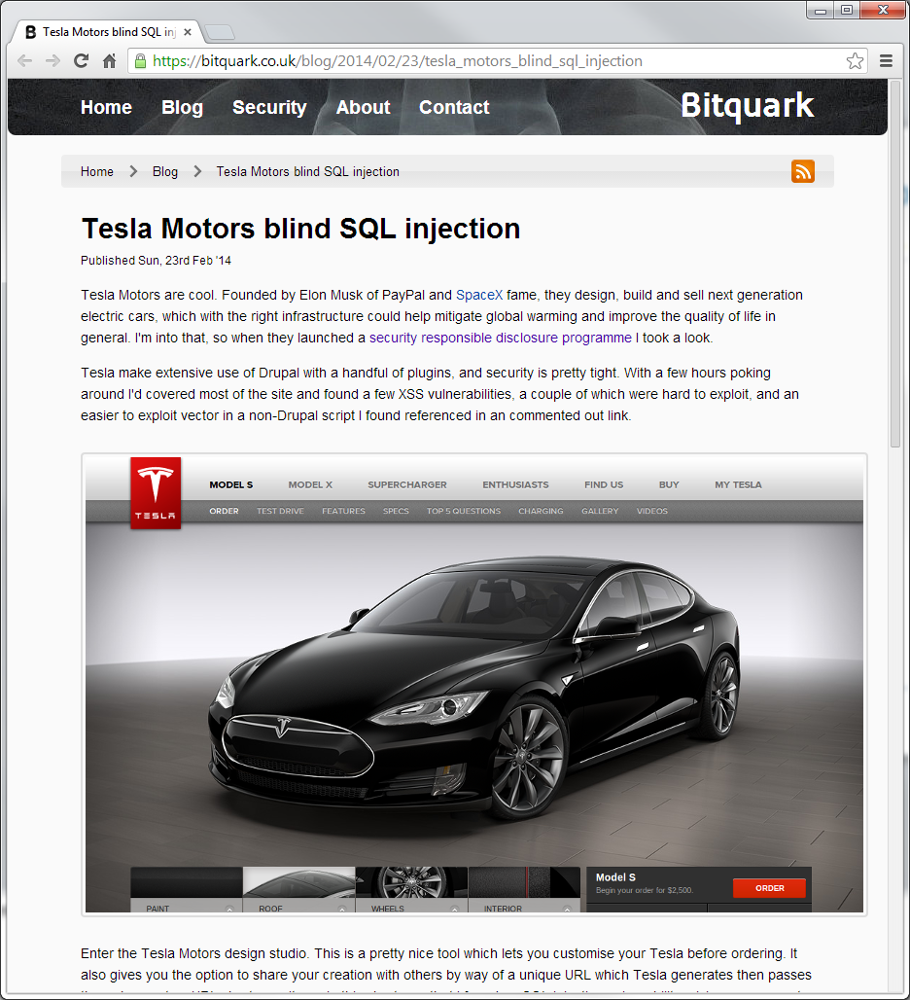 Tesla Motors blind SQL inj
https://bitquark.co.uk/blog/2014/02/23/tesla_motors_blind_sql_injection
Home Blog Security About Contact Bitquark
Home Blog Tesla Motors blind SQL injection
Tesla Motors blind SQL injection
Published Sun, 23rd Feb '14
Tesla Motors are cool. Founded by Elon Musk of PayPal and SpaceX fame, they design, build and sell next generation
electric cars, which with the right infrastructure could help mitigate global warming and improve the quality of life in
general. I'm into that, so when they launched a security responsible disclosure programme I took a look.
Tesla make extensive use of Drupal with a handful of plugins, and security is pretty tight. With a few hours poking
around I'd covered most of the site and found a few XSS vulnerabilities, a couple of which were hard to exploit, and an
easier to exploit vector in a non-Drupal script I found referenced in an commented out link.
MODEL S MODEL X SUPERCHARGER ENTHUSIASTS FIND US BUY MY TESLA
TESLA ORDER TEST DRIVE FEATURES SPECS TOP 5 QUESTIONS CHARGING GALLERY VIDEOS
Model S
Begin your order for $2,500. ORDER
PAINT ROOF WHEELS INTERIOR
Enter the Tesla Motors design studio. This is a pretty nice tool which lets you customise your Tesla before ordering. It
also gives you the option to share your creation with others by way of a unique URL which Tesla generates then passes